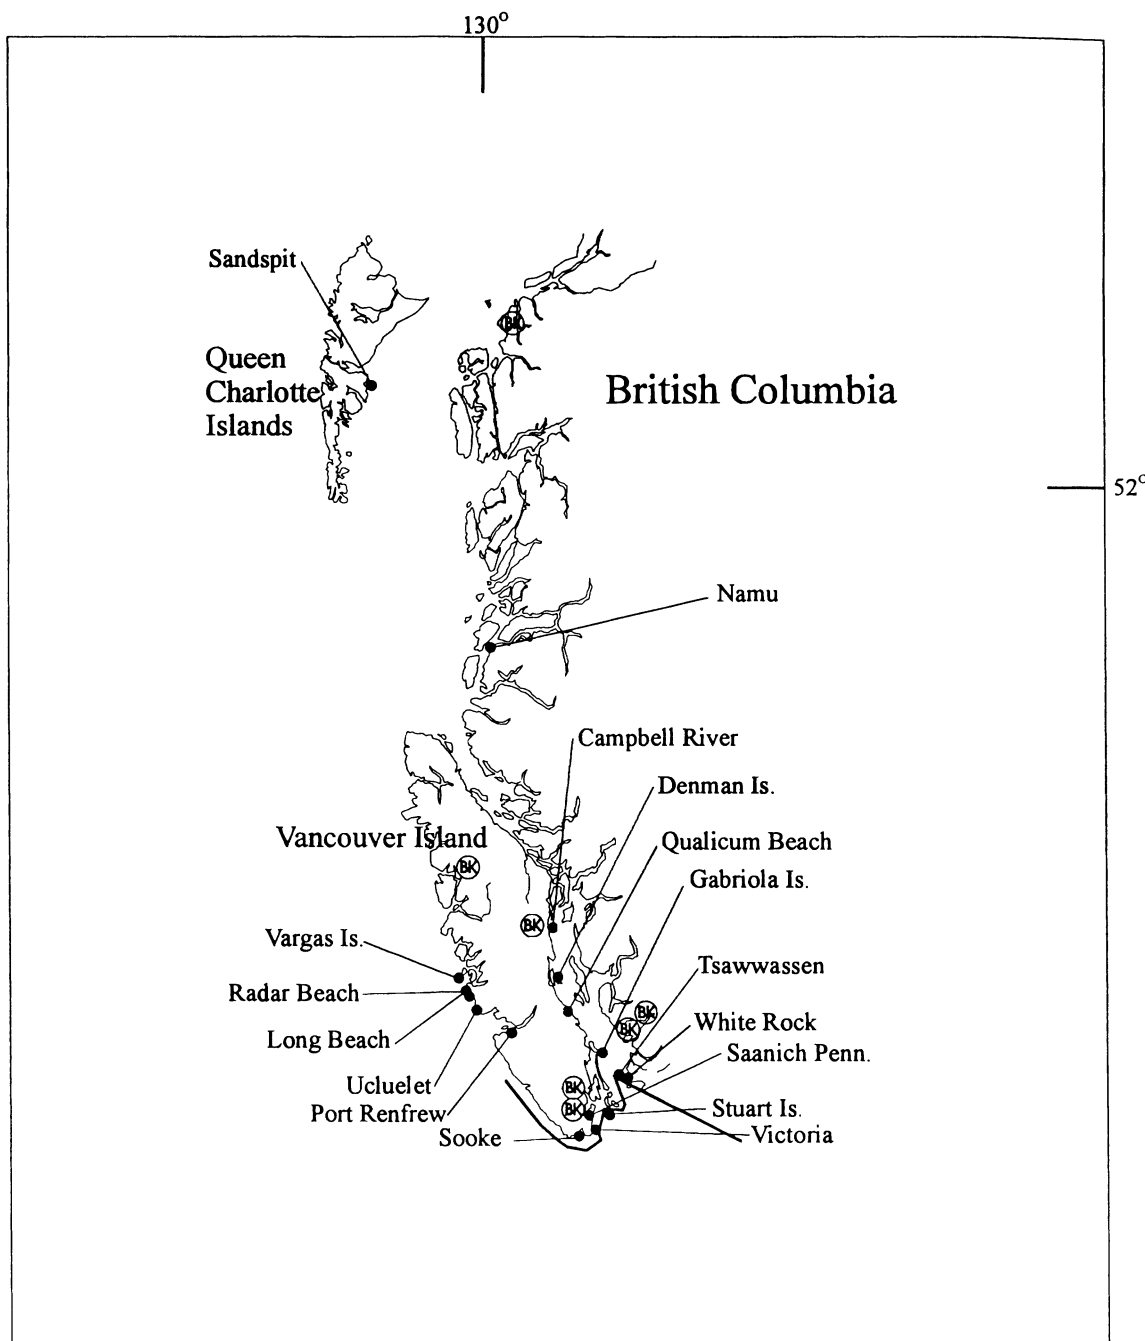 130°
Sandspit
Queen
Charlotte
Islands
BK
British Columbia
52°
Namu
Campbell River
Denman Is.
Vancouver Island
Qualicum Beach
BK
Gabriola Is.
BK
Vargas Is.
Tsawwassen
Radar Beach
BK
White Rock
BK
Long Beach
Saanich Penn.
Ucluelet
BK
Port Renfrew
BK
Stuart Is.
Sooke
Victoria